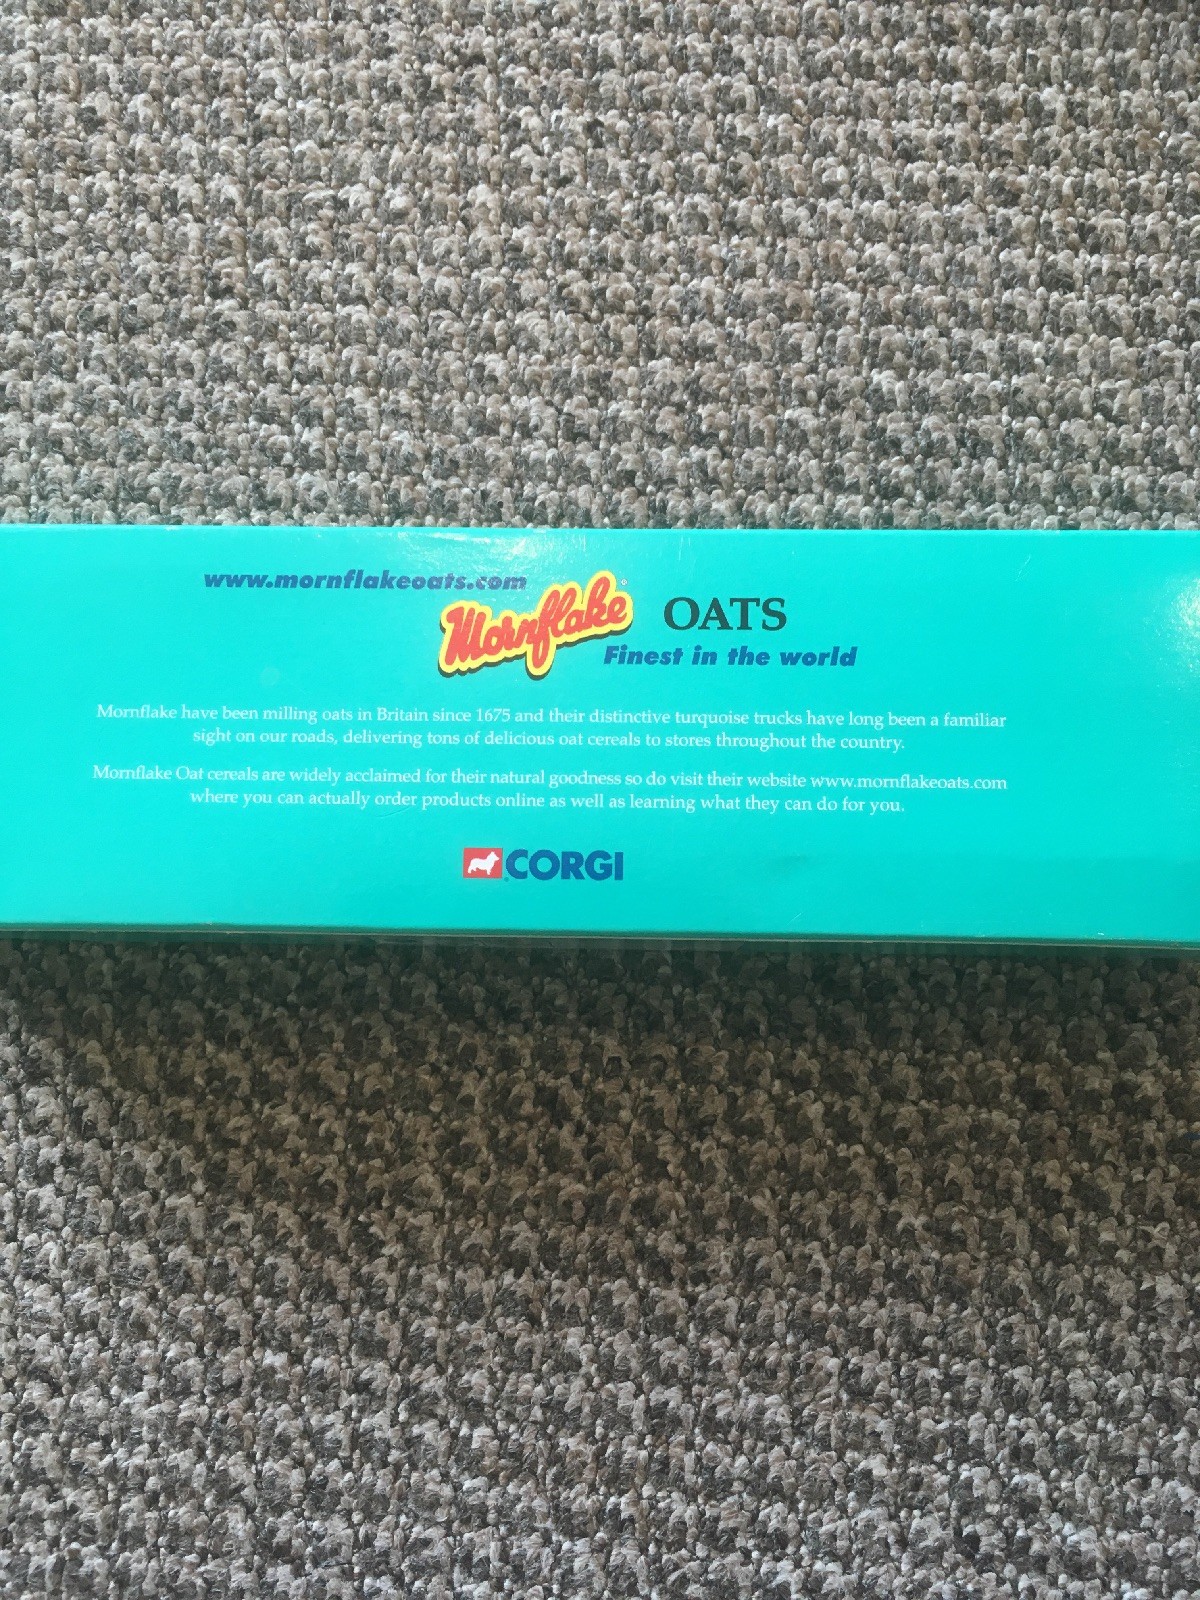 www.mornflakeoats.com
Mornflake® OATS
Finest in the world
Mornflake have been milling oats in Britain since 1675 and their distinctive turquoise trucks have long been a familiar
sight on our roads, delivering tons of delicious oat cereals to stores throughout the country.
Mornflake Oat cereals are widely acclaimed for their natural goodness so do visit their website www.mornflakeoats.com
where you can actually order products online as well as learning what they can do for you.
CORGI